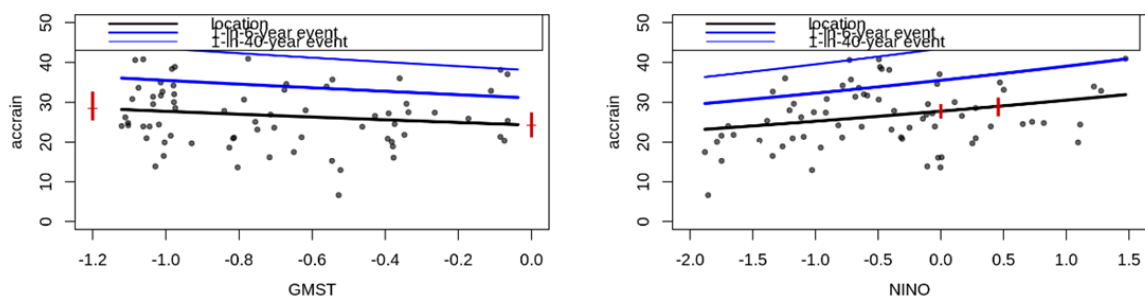 50
40
30
20
10
0
accrain
location
1-in-6-year event
1-in-40-year event
-1.2 -1.0 -0.8 -0.6 -0.4 -0.2 0.0
GMST
50
40
30
20
10
0
accrain
location
1-in-6-year event
1-in-40-year event
-2.0 -1.5 -1.0 -0.5 0.0 0.5 1.0 1.5
NINO